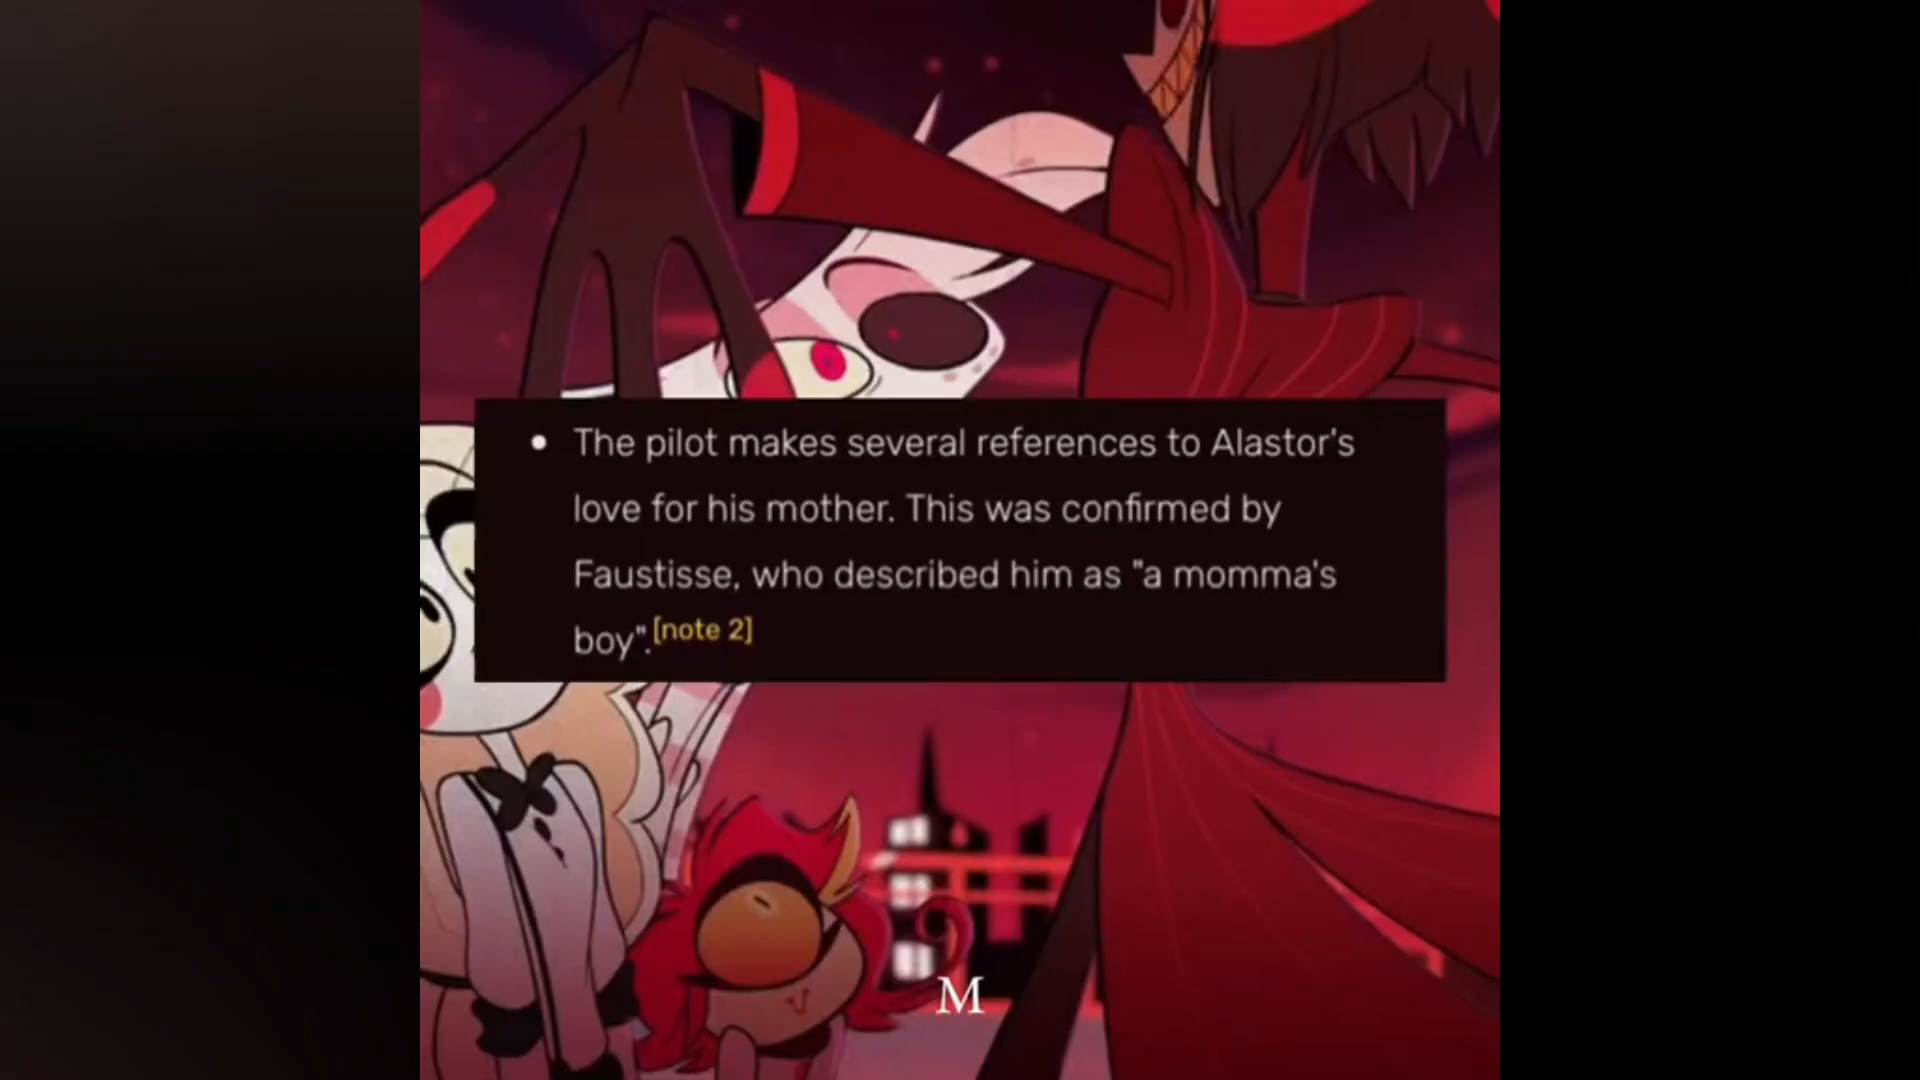 • The pilot makes several references to Alastor's
love for his mother. This was confirmed by
Faustisse, who described him as "a momma's
boy".[note 2]
M